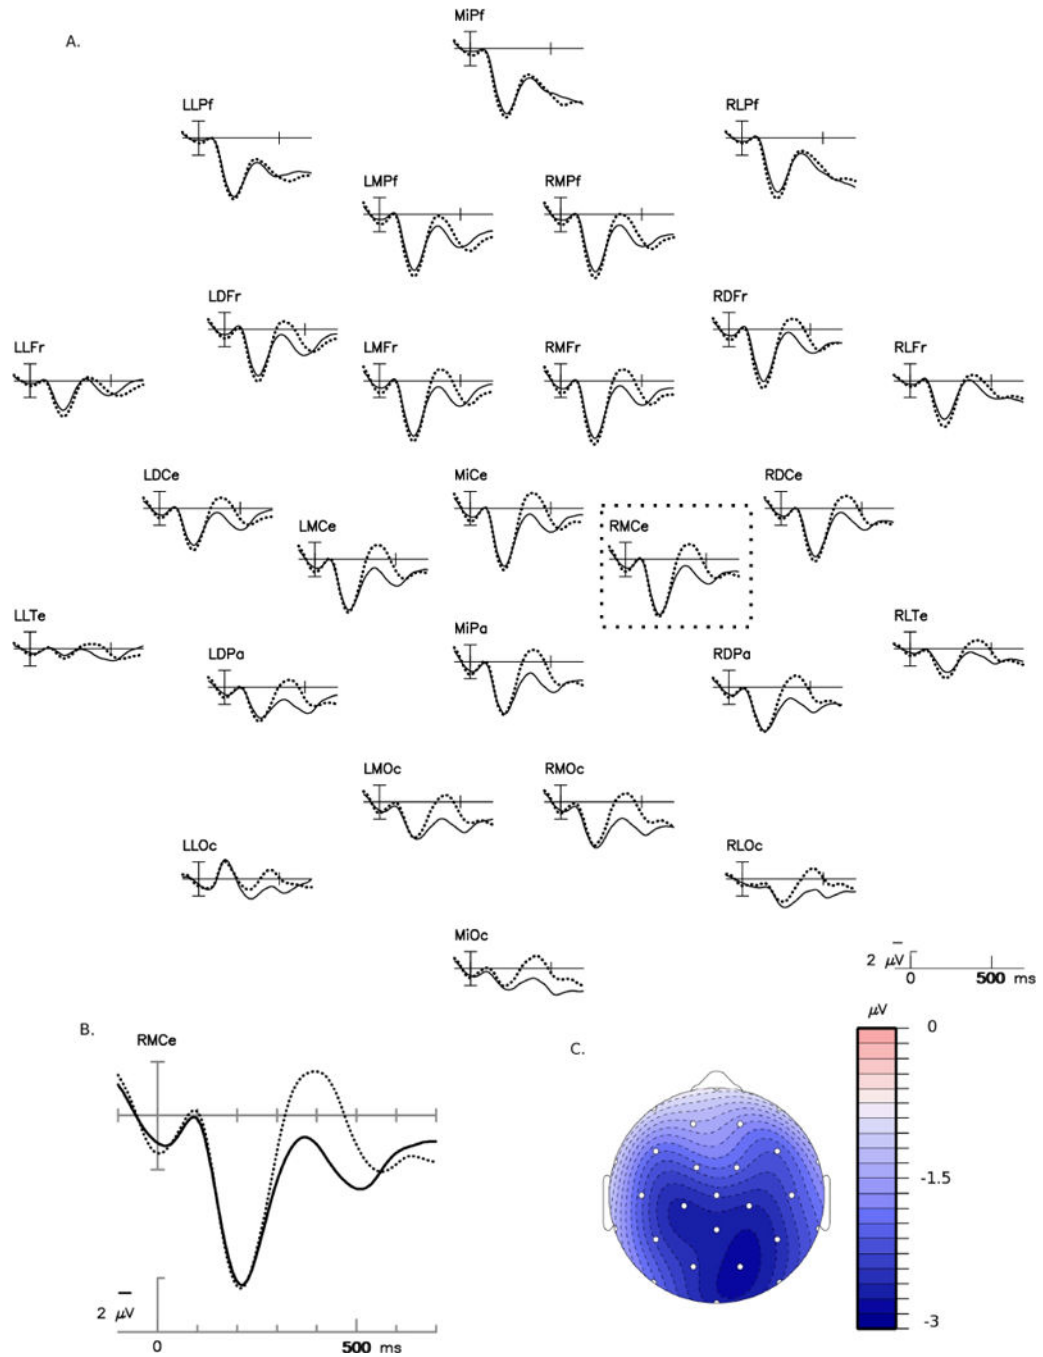 A.
MiPf
LLPf
RLPf
LMPf
RMPf
LDFr
RDFr
LLFr
LMFr
RMFr
RLFr
LDCe
MiCe
RDCe
LMCe
RMCe
LLTe
MiPa
RLTe
LDPa
RDPa
LMOc
RMOc
LLOc
RLOc
MiOc
2 μV
0 500 ms
B.
RMCe
2 μV
0 500 ms
C.
μV
0
-1.5
-3